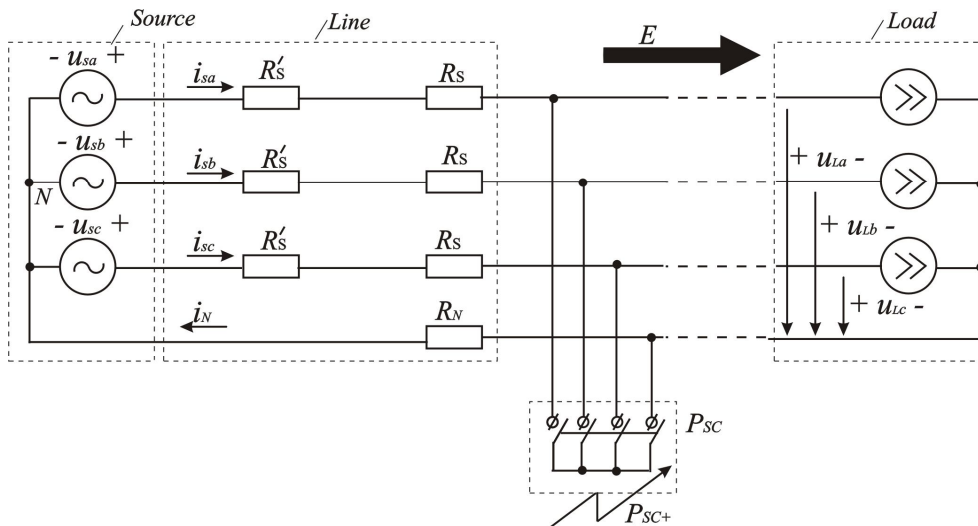 Source
Line
E
Load
- usa +
isa
R′s
Rs
- usb +
isb
R′s
Rs
+ uLa -
N
- usc +
isc
R′s
Rs
+ uLb -
iN
RN
+ uLc -
PSC
PSC+